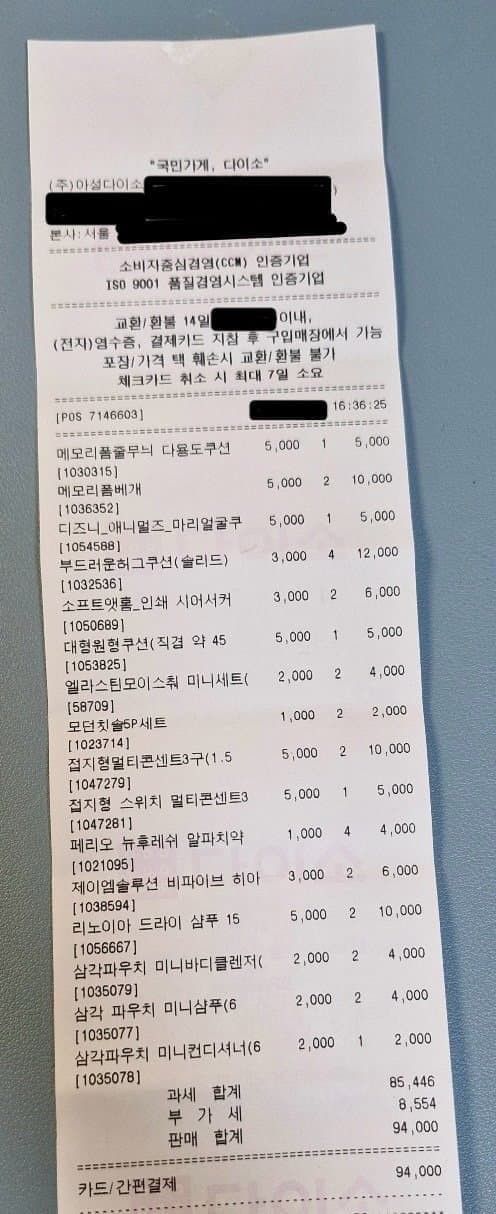 "국민가게, 다이소"
(주)아성다이소 )
본사:서울
소비자중심경영(CCM) 인증기업
ISO 9001 품질경영시스템 인증기업
교환/환불 14일 이내,
(전자)영수증, 결제카드 지참 후 구입매장에서 가능
포장/가격 택 훼손시 교환/환불 불가
체크카드 취소 시 최대 7일 소요
[POS 7146603] 16:36:25
메모리폼줄무늬 다용도쿠션 5,000 1 5,000
[1030315]
메모리폼베개 5,000 2 10,000
[1036352]
디즈니_애니멀즈_마리얼굴쿠 5,000 1 5,000
[1054588]
부드러운허그쿠션(솔리드) 3,000 4 12,000
[1032536]
소프트앳홈_인쇄 시어서커 3,000 2 6,000
[1050689]
대형원형쿠션(직경 약 45 5,000 1 5,000
[1053825]
엘라스틴모이스춰 미니세트( 2,000 2 4,000
[58709]
모던칫솔5P세트 1,000 2 2,000
[1023714]
접지형멀티콘센트3구(1.5 5,000 2 10,000
[1047279]
접지형 스위치 멀티콘센트3 5,000 1 5,000
[1047281]
페리오 뉴후레쉬 알파치약 1,000 4 4,000
[1021095]
제이엠솔루션 비파이브 히아 3,000 2 6,000
[1038594]
리노이아 드라이 샴푸 15 5,000 2 10,000
[1056667]
삼각파우치 미니바디클렌저( 2,000 2 4,000
[1035079]
삼각 파우치 미니샴푸(6 2,000 2 4,000
[1035077]
삼각파우치 미니컨디셔너(6 2,000 1 2,000
[1035078]
과세 합계 85,446
부 가 세 8,554
판매 합계 94,000
카드/간편결제 94,000